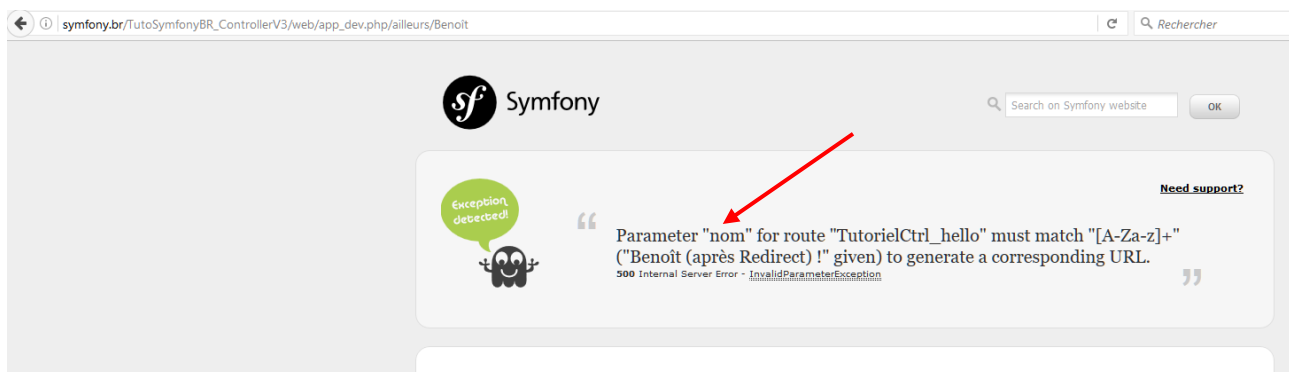 symfony.br/TutoSymfonyBR_ControllerV3/web/app_dev.php/ailleurs/Benoît
Rechercher
sf Symfony
Search on Symfony website
OK
Need support?
Exception
detected!
“
Parameter "nom" for route "TutorielCtrl_hello" must match "[A-Za-z]+"
("Benoît (après Redirect) !" given) to generate a corresponding URL.
500 Internal Server Error - InvalidParameterException
”